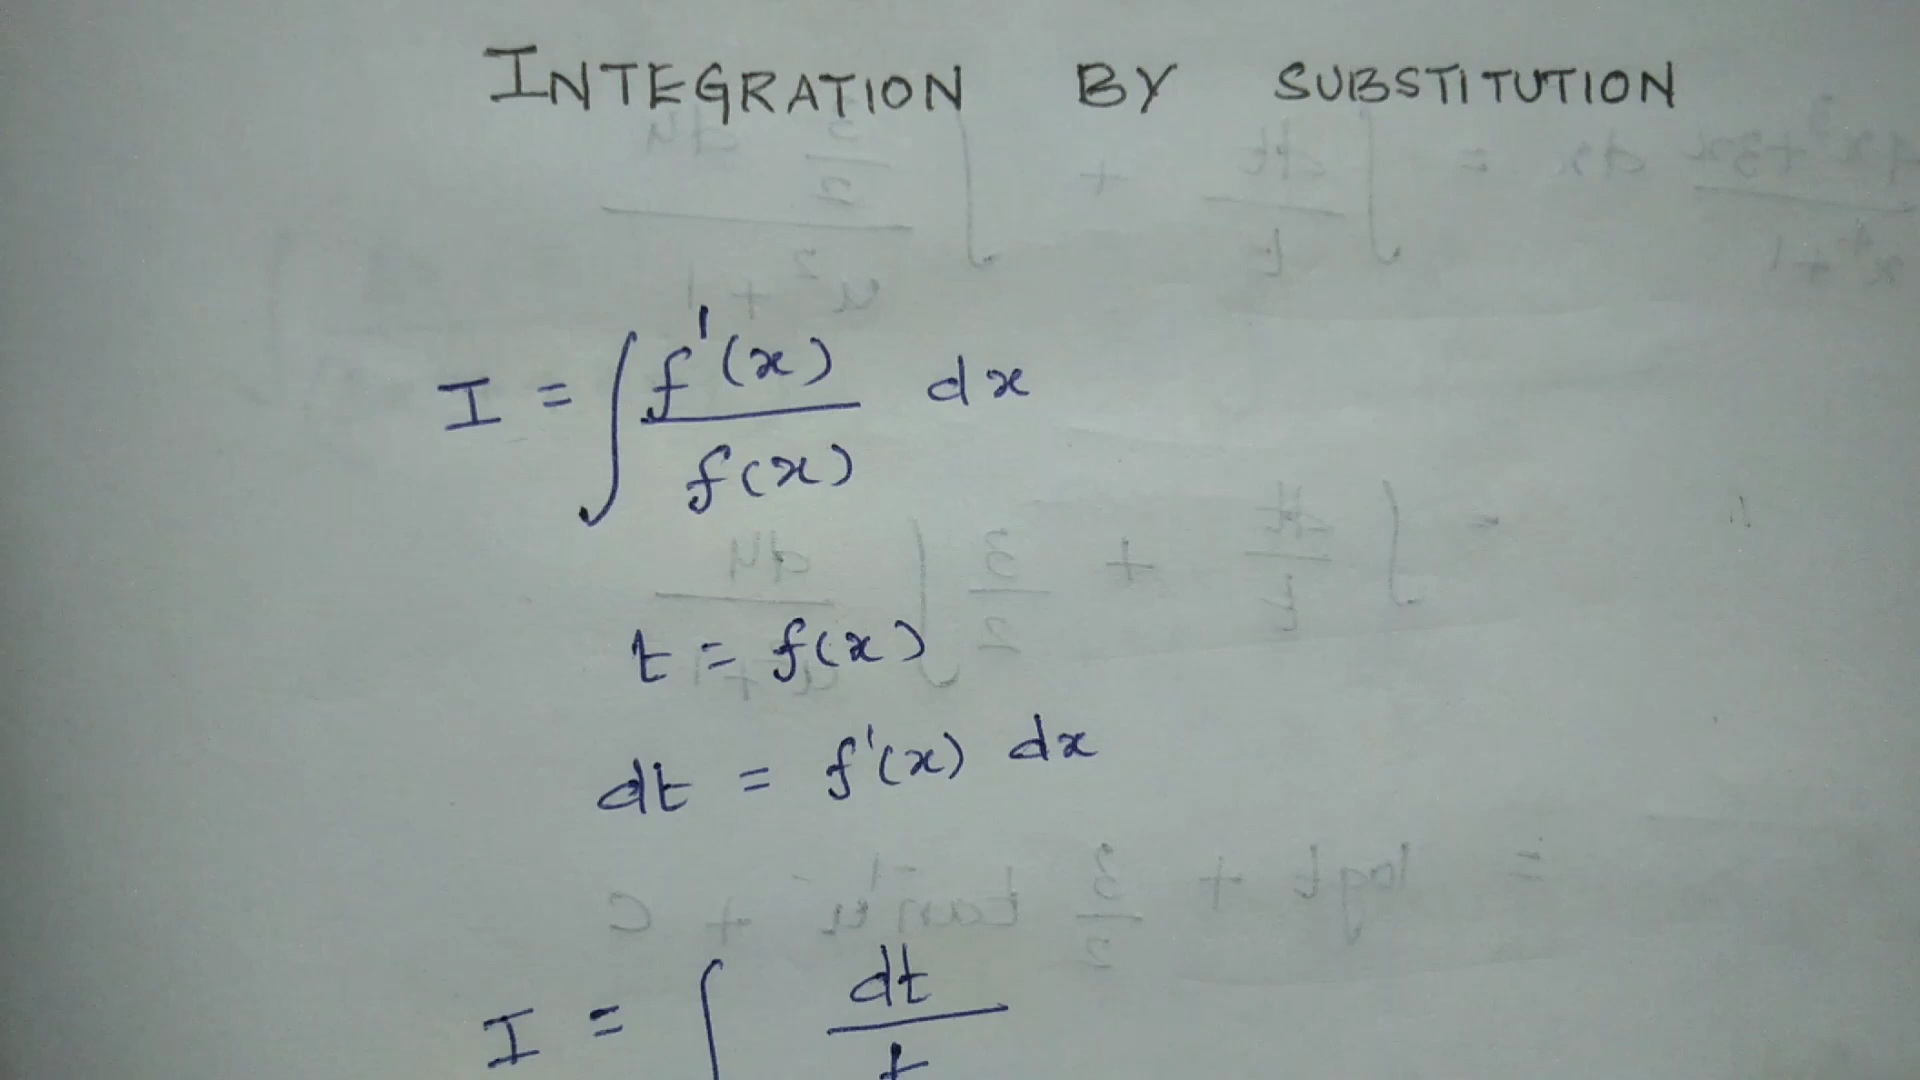 INTEGRATION BY SUBSTITUTION
I = ∫ f'(x)/f(x) dx
t = f(x)
dt = f'(x) dx
I = ∫ dt/t